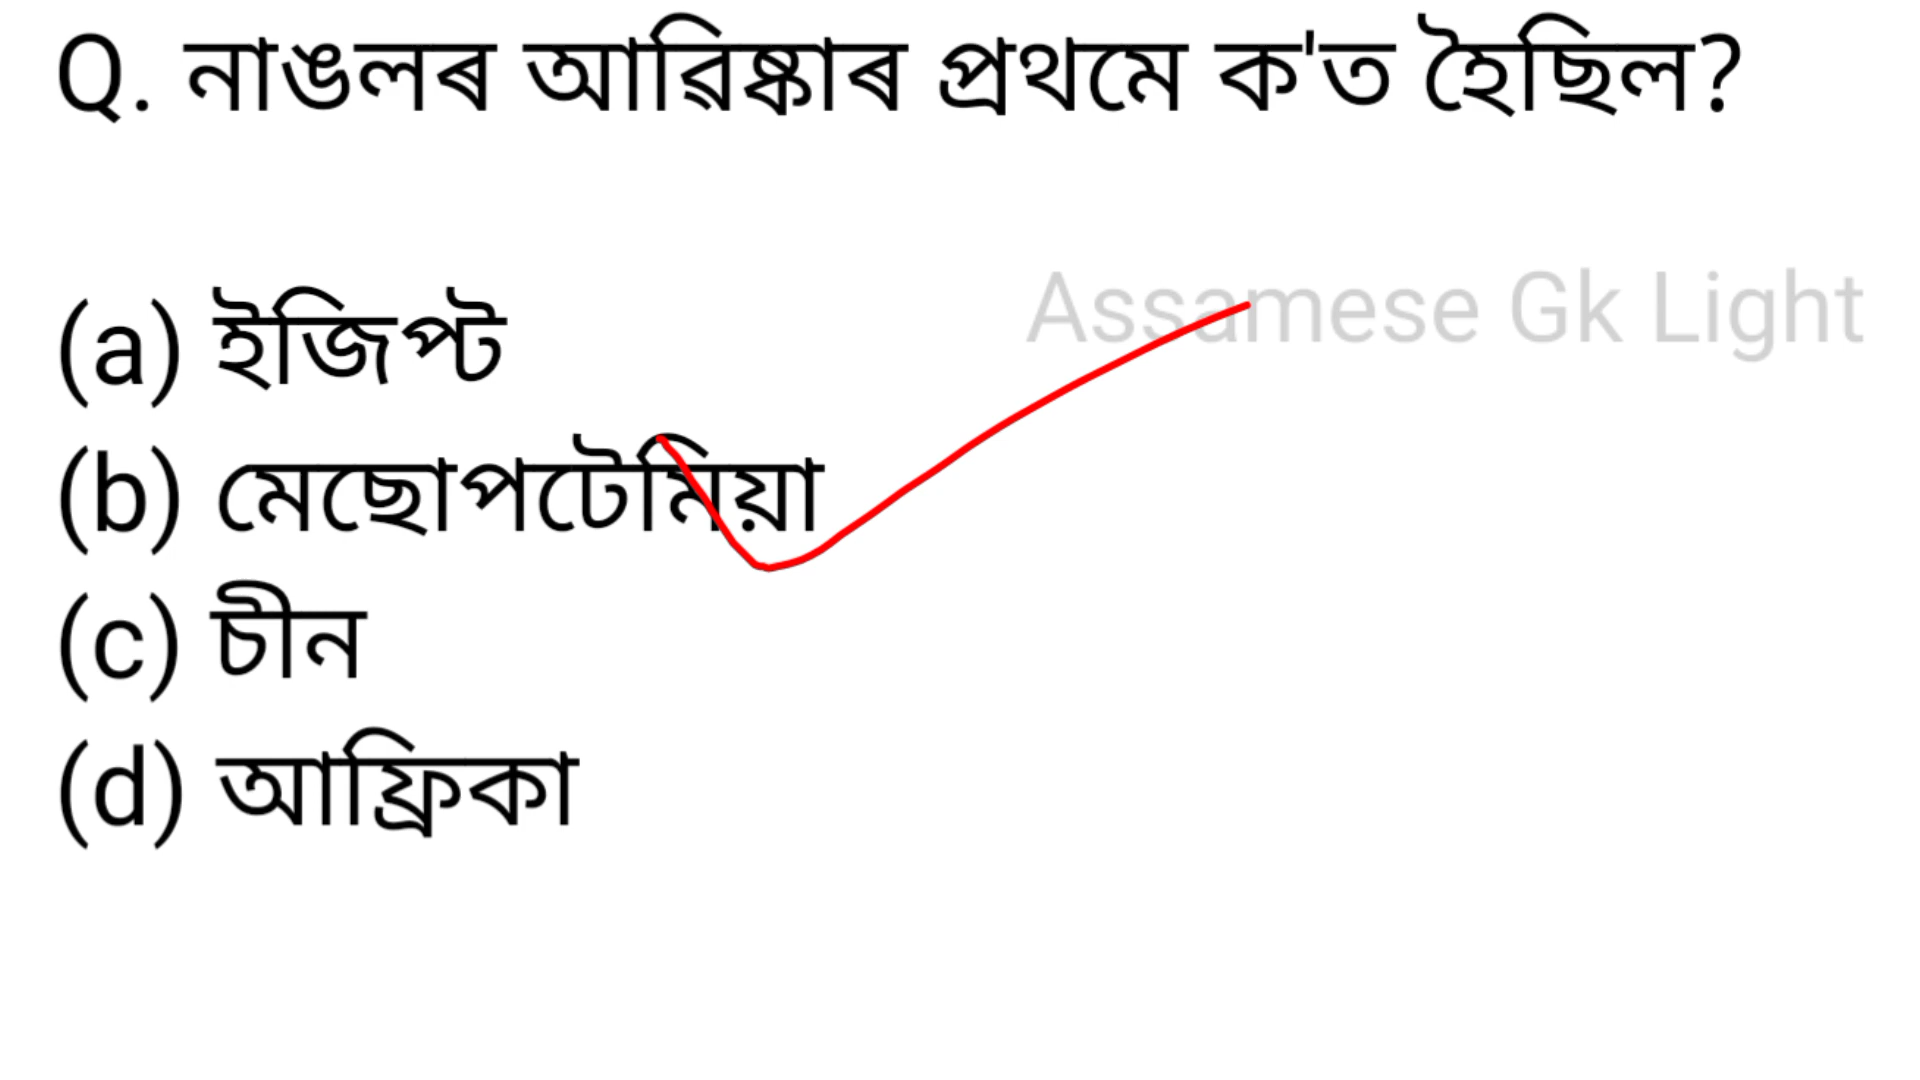 Q. নাঙলৰ আৱিষ্কাৰ প্ৰথমে ক'ত হৈছিল?
Assamese Gk Light
(a) ইজিপ্ট
(b) মেছোপটেমিয়া
(c) চীন
(d) আফ্ৰিকা